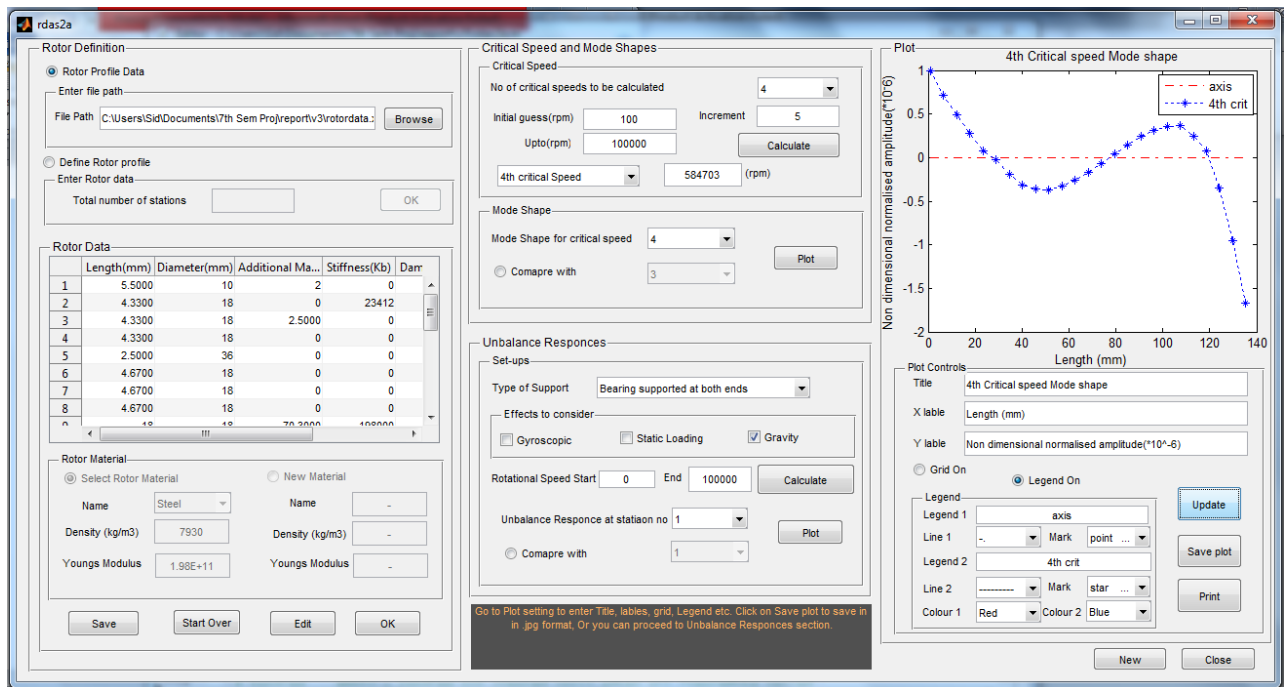 rdas2a
Rotor Definition
Rotor Profile Data
Enter file path
File Path C:\Users\Sid\Documents\7th Sem Proj\report\v3\rotordata. Browse
Define Rotor profile
Enter Rotor data
Total number of stations OK
Rotor Data
Length(mm) Diameter(mm) Additional Ma... Stiffness(Kb) Dam
1 5.5000 10 2 0
2 4.3300 18 0 23412
3 4.3300 18 2.5000 0
4 4.3300 18 0 0
5 2.5000 36 0 0
6 4.6700 18 0 0
7 4.6700 18 0 0
8 4.6700 18 0 0
9 18 18 70.3000 198000
Rotor Material
Select Rotor Material New Material
Name Steel Name -
Density (kg/m3) 7930 Density (kg/m3) -
Youngs Modulus 1.98E+11 Youngs Modulus -
Save Start Over Edit OK
Critical Speed and Mode Shapes
Critical Speed
No of critical speeds to be calculated 4
Initial guess(rpm) 100 Increment 5
Upto(rpm) 100000 Calculate
4th critical Speed 584703 (rpm)
Mode Shape
Mode Shape for critical speed 4
Plot
Comapre with 3
Unbalance Responces
Set-ups
Type of Support Bearing supported at both ends
Effects to consider
Gyroscopic Static Loading Gravity
Rotational Speed Start 0 End 100000 Calculate
Unbalance Responce at statiaon no 1
Plot
Comapre with 1
Go to Plot setting to enter Title, lables, grid, Legend etc. Click on Save plot to save in
in .jpg format, Or you can proceed to Unbalance Responces section.
Plot
4th Critical speed Mode shape
axis
4th crit
Non dimensional normalised amplitude(*10^-6)
1
0.5
0
-0.5
-1
-1.5
-2
0 20 40 60 80 100 120 140
Length (mm)
Plot Controls
Title 4th Critical speed Mode shape
X lable Length (mm)
Y lable Non dimensional normalised amplitude(*10^-6)
Grid On
Legend On
Legend
Legend 1 axis
Line 1 -. Mark point ...
Legend 2 4th crit
Line 2 --------- Mark star ...
Colour 1 Red Colour 2 Blue
Update
Save plot
Print
New Close